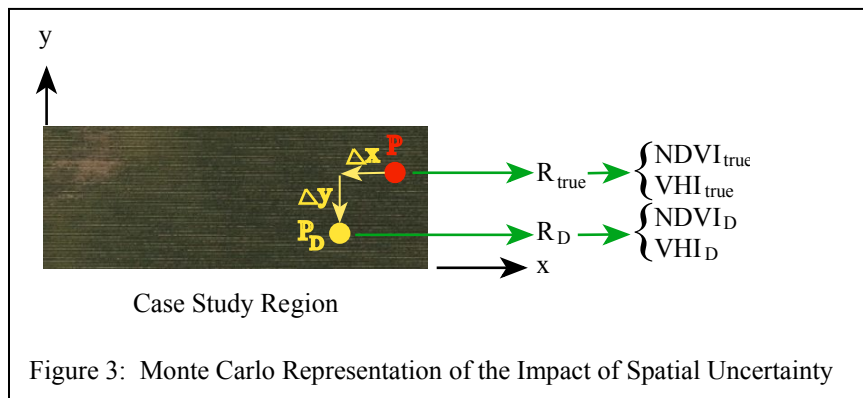 y
P
Δx
Δy
P_D
R_true
NDVI_true
VHI_true
R_D
NDVI_D
VHI_D
x
Case Study Region
Figure 3: Monte Carlo Representation of the Impact of Spatial Uncertainty